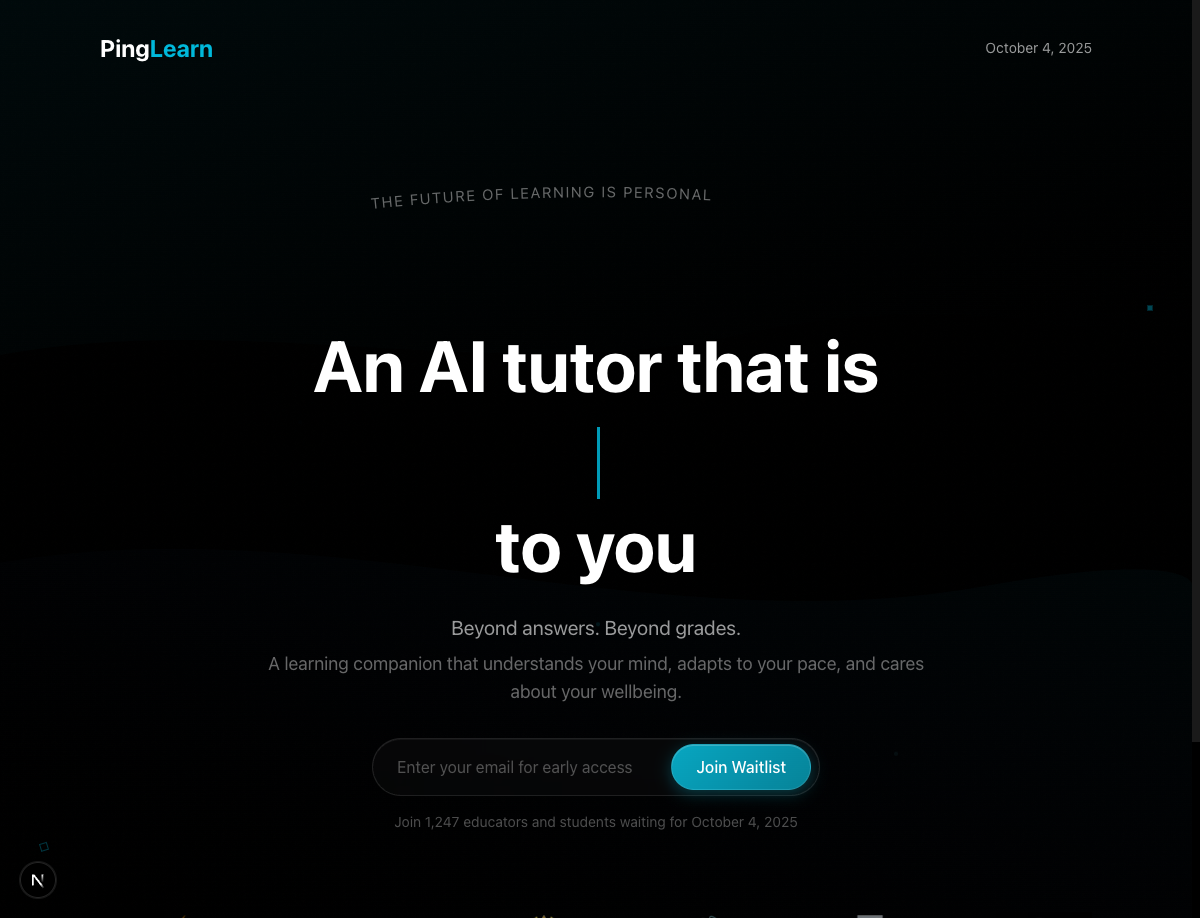 PingLearn
October 4, 2025
THE FUTURE OF LEARNING IS PERSONAL
An AI tutor that is
to you
Beyond answers. Beyond grades.
A learning companion that understands your mind, adapts to your pace, and cares
about your wellbeing.
Enter your email for early access
Join Waitlist
Join 1,247 educators and students waiting for October 4, 2025
N